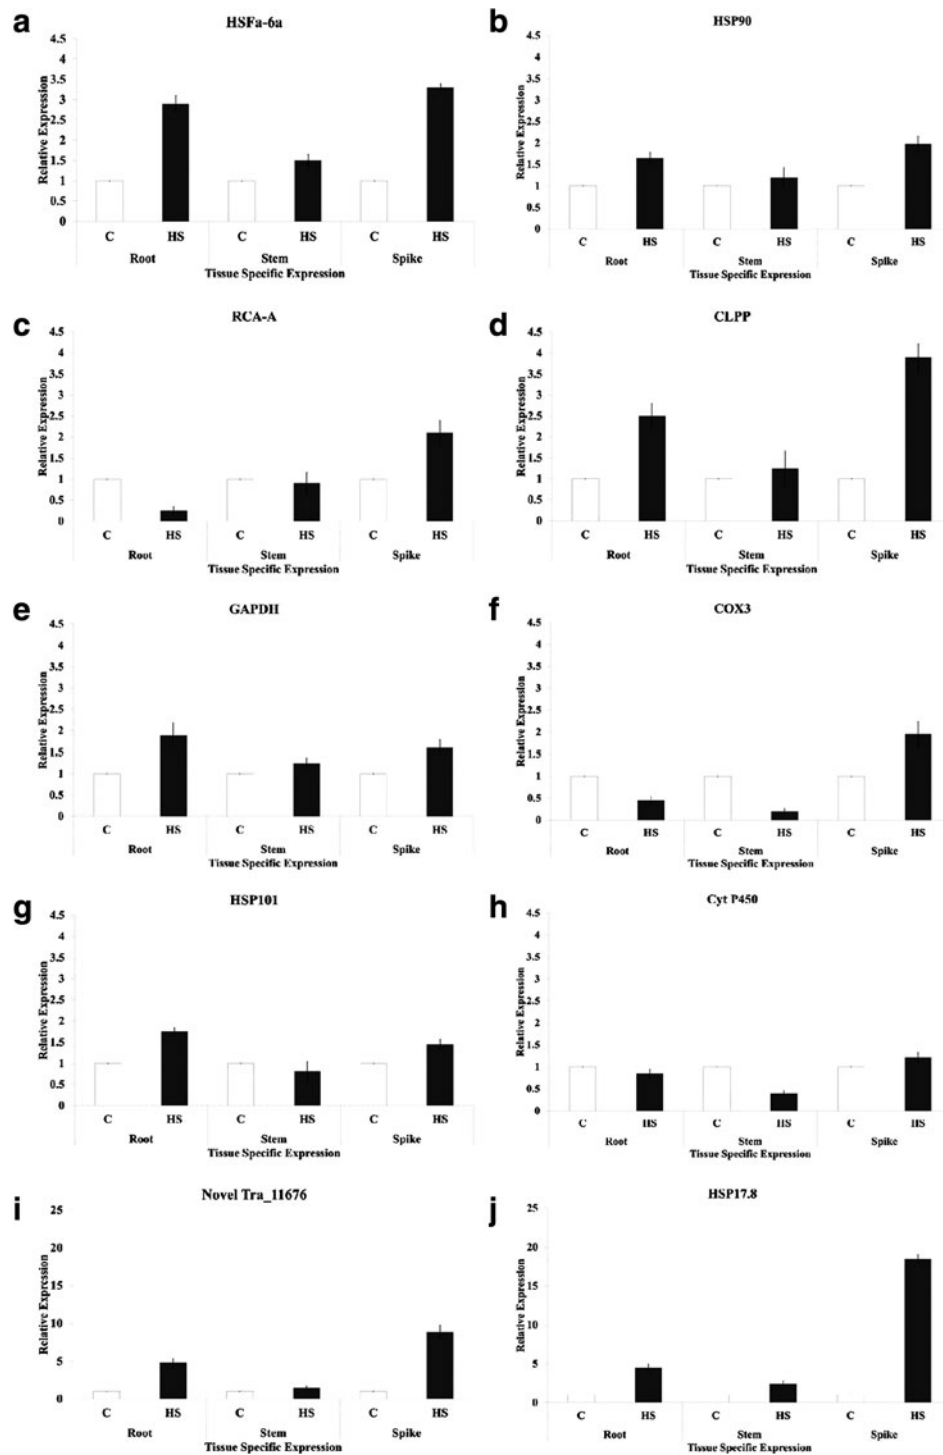 a
HSFa-6a
4.5
4
3.5
3
2.5
2
1.5
1
0.5
0
Relative Expression
C HS C HS C HS
Root Stem Spike
Tissue Specific Expression
b
HSP90
4.5
4
3.5
3
2.5
2
1.5
1
0.5
0
Relative Expression
C HS C HS C HS
Root Stem Spike
Tissue Specific Expression
c
RCA-A
4.5
4
3.5
3
2.5
2
1.5
1
0.5
0
Relative Expression
C HS C HS C HS
Root Stem Spike
Tissue Specific Expression
d
CLPP
4.5
4
3.5
3
2.5
2
1.5
1
0.5
0
Relative Expression
C HS C HS C HS
Root Stem Spike
Tissue Specific Expression
e
GAPDH
4.5
4
3.5
3
2.5
2
1.5
1
0.5
0
Relative Expression
C HS C HS C HS
Root Stem Spike
Tissue Specific Expression
f
COX3
4.5
4
3.5
3
2.5
2
1.5
1
0.5
0
Relative Expression
C HS C HS C HS
Root Stem Spike
Tissue Specific Expression
g
HSP101
4.5
4
3.5
3
2.5
2
1.5
1
0.5
0
Relative Expression
C HS C HS C HS
Root Stem Spike
Tissue Specific Expression
h
Cyt P450
4.5
4
3.5
3
2.5
2
1.5
1
0.5
0
Relative Expression
C HS C HS C HS
Root Stem Spike
Tissue Specific Expression
i
Novel Tra_11676
25
20
15
10
5
0
Relative Expression
C HS C HS C HS
Root Stem Spike
Tissue Specific Expression
j
HSP17.8
25
20
15
10
5
0
Relative Expression
C HS C HS C HS
Root Stem Spike
Tissue Specific Expression